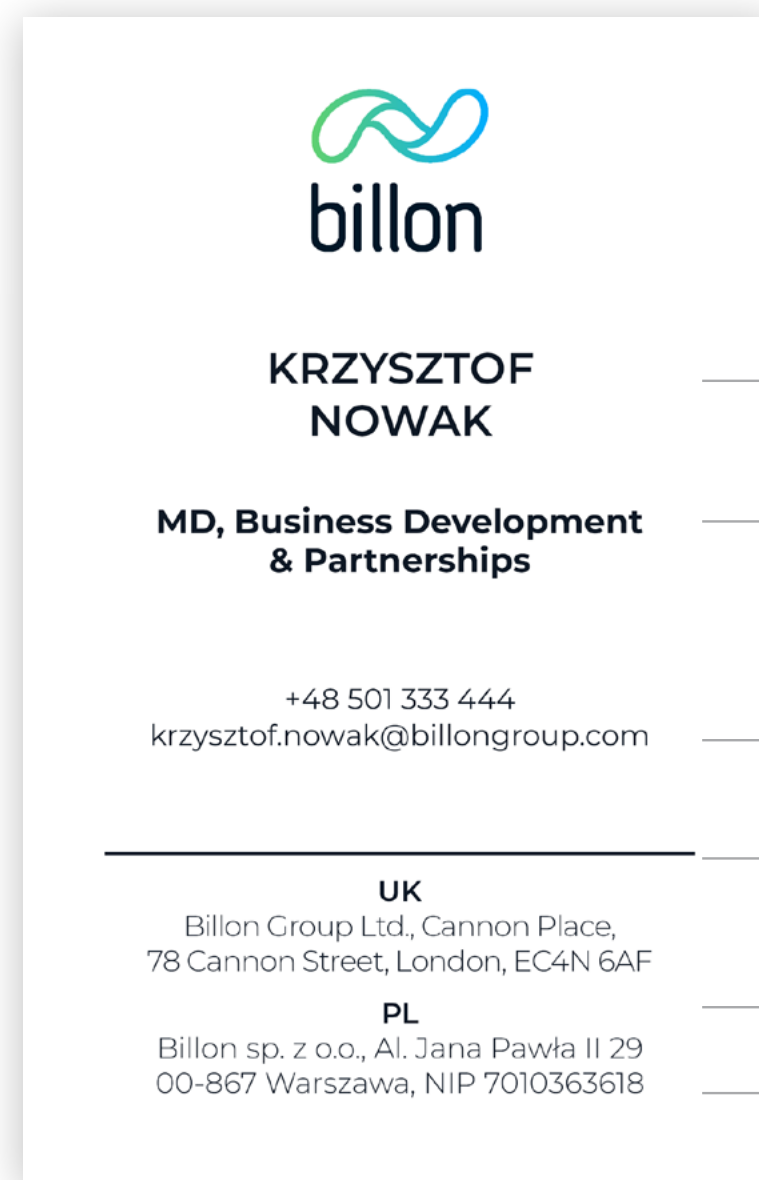 billon
KRZYSZTOF
NOWAK
MD, Business Development
& Partnerships
+48 501 333 444
krzysztof.nowak@billongroup.com
UK
Billon Group Ltd., Cannon Place,
78 Cannon Street, London, EC4N 6AF
PL
Billon sp. z o.o., Al. Jana Pawła II 29
00-867 Warszawa, NIP 7010363618